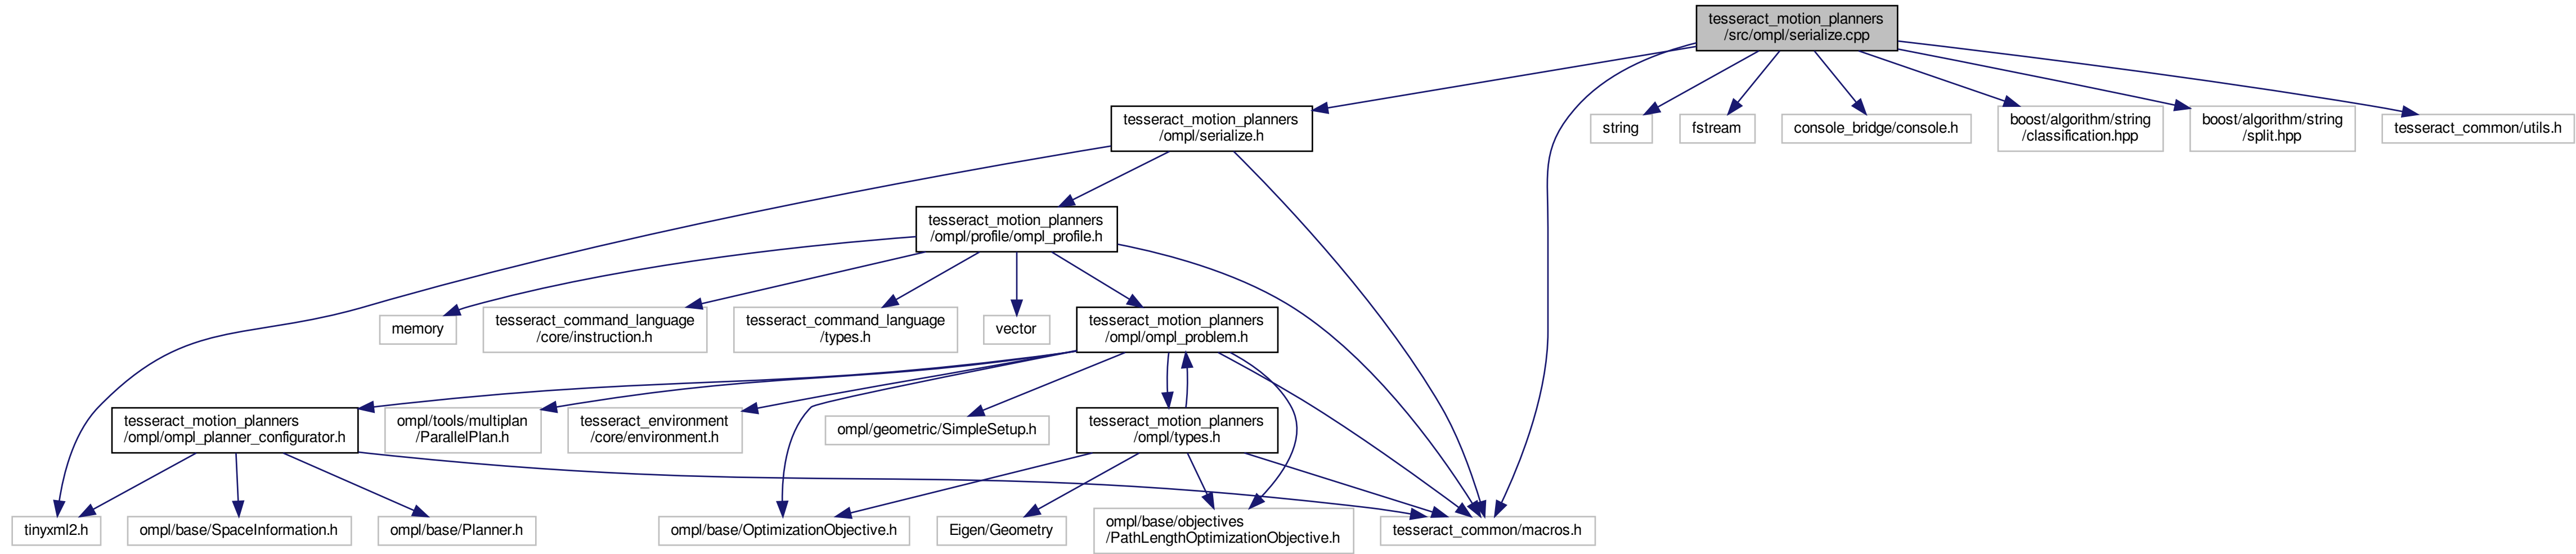 tesseract_motion_planners
/src/ompl/serialize.cpp
tesseract_motion_planners
/ompl/serialize.h
string
fstream
console_bridge/console.h
boost/algorithm/string
/classification.hpp
boost/algorithm/string
/split.hpp
tesseract_common/utils.h
tesseract_motion_planners
/ompl/profile/ompl_profile.h
memory
tesseract_command_language
/core/instruction.h
tesseract_command_language
/types.h
vector
tesseract_motion_planners
/ompl/ompl_problem.h
tesseract_motion_planners
/ompl/ompl_planner_configurator.h
ompl/tools/multiplan
/ParallelPlan.h
tesseract_environment
/core/environment.h
ompl/geometric/SimpleSetup.h
tesseract_motion_planners
/ompl/types.h
tinyxml2.h
ompl/base/SpaceInformation.h
ompl/base/Planner.h
ompl/base/OptimizationObjective.h
Eigen/Geometry
ompl/base/objectives
/PathLengthOptimizationObjective.h
tesseract_common/macros.h